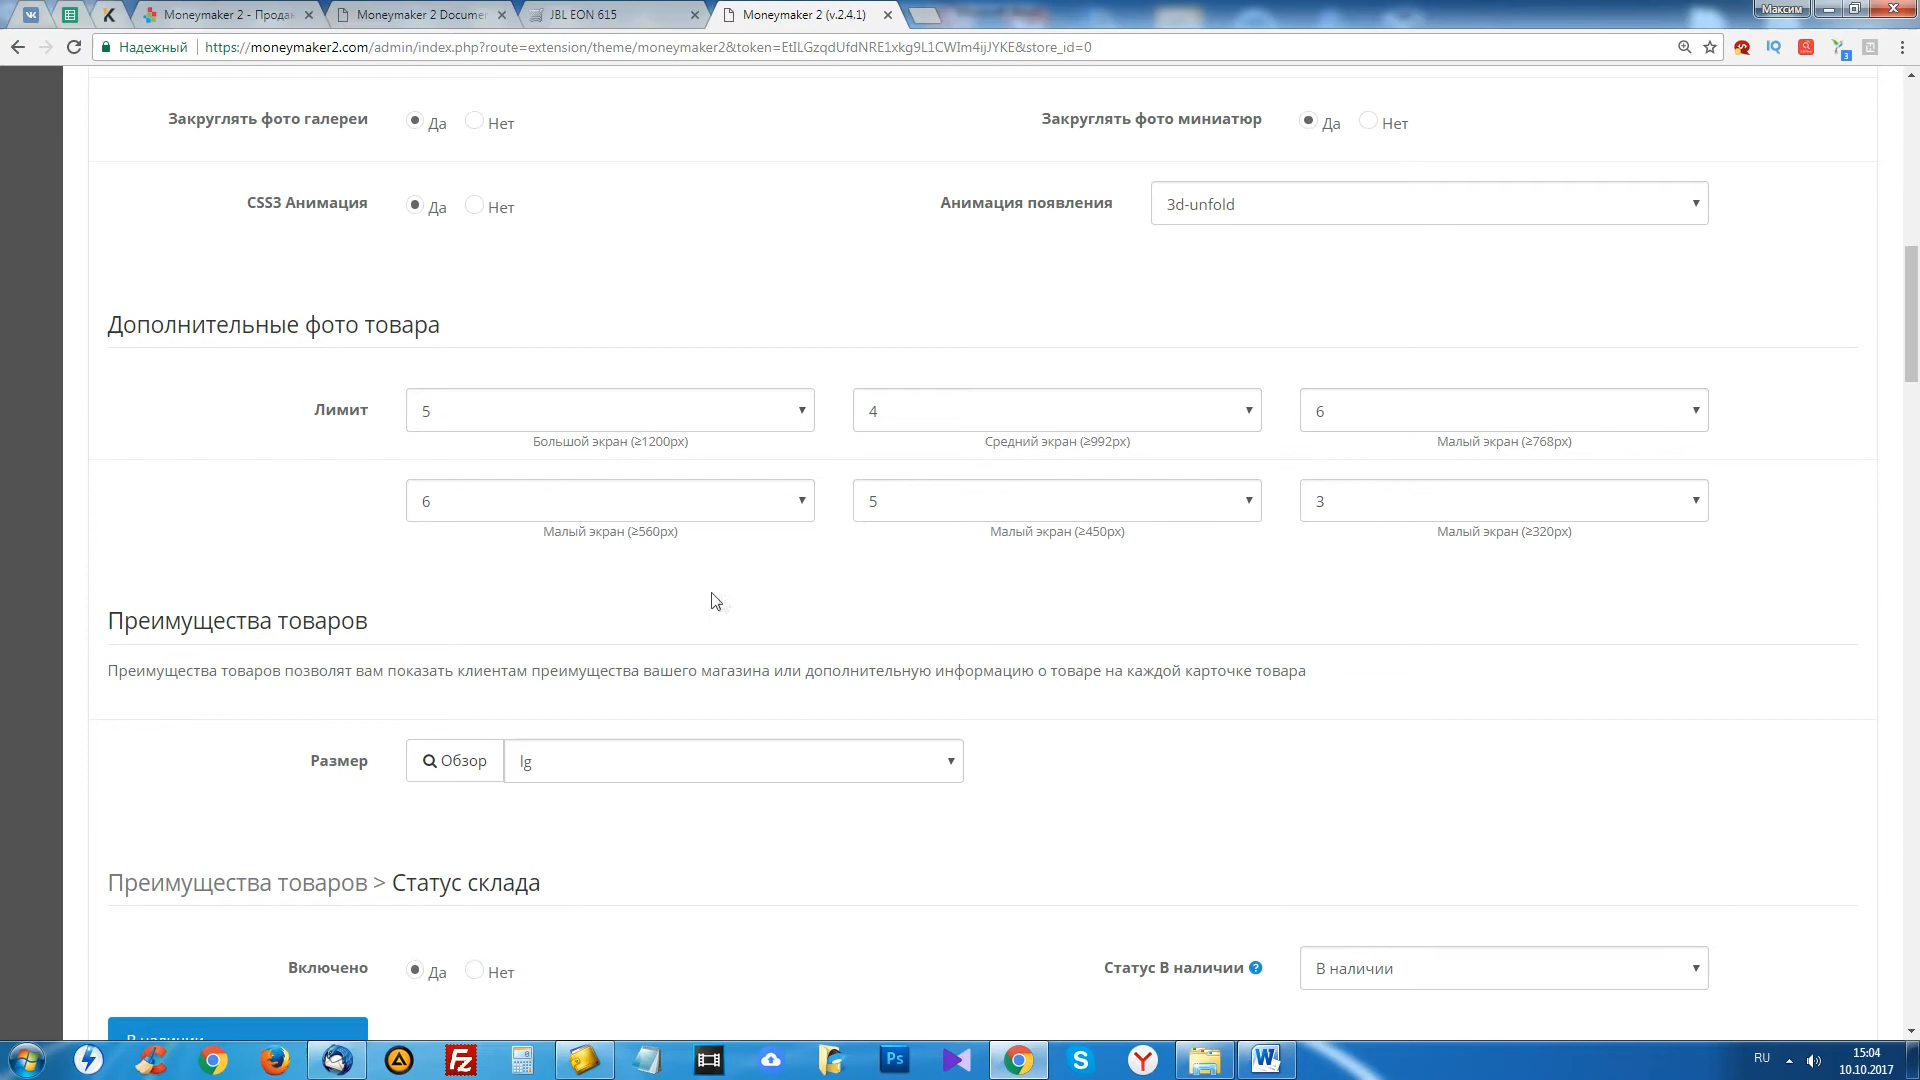 Moneymaker 2 - Прода
Moneymaker 2 Docume
JBL EON 615
Moneymaker 2 (v.2.4.1)
Максим
Надежный
https://moneymaker2.com/admin/index.php?route=extension/theme/moneymaker2&token=EtILGzqdUfdNRE1xkg9L1CWIm4ijJYKE&store_id=0
Закруглять фото галереи Да Нет Закруглять фото миниатюр Да Нет
CSS3 Анимация Да Нет Анимация появления 3d-unfold
Дополнительные фото товара
Лимит 5 4 6
Большой экран (≥1200px) Средний экран (≥992px) Малый экран (≥768px)
6 5 3
Малый экран (≥560px) Малый экран (≥450px) Малый экран (≥320px)
Преимущества товаров
Преимущества товаров позволят вам показать клиентам преимущества вашего магазина или дополнительную информацию о товаре на каждой карточке товара
Размер Обзор lg
Преимущества товаров > Статус склада
Включено Да Нет Статус В наличии ? В наличии
В наличии
RU
15:04
10.10.2017